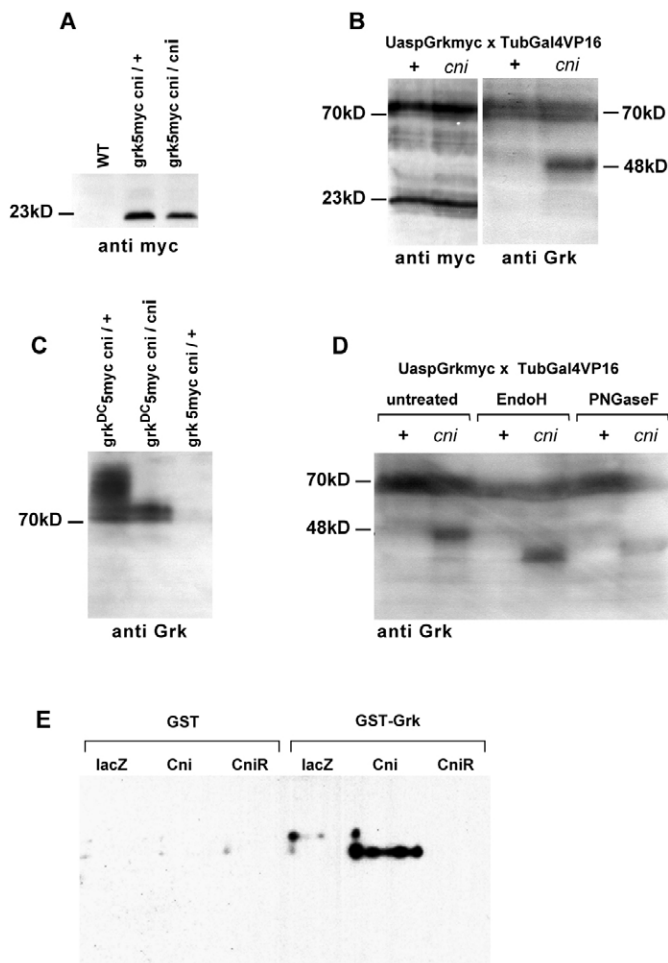 A
WT
grk5myc cni / +
grk5myc cni / cni
23kD
anti myc
B
UaspGrkmyc x TubGal4VP16
+ cni + cni
70kD
23kD
70kD
48kD
anti myc
anti Grk
C
grkDC5myc cni / +
grkDC5myc cni / cni
grk 5myc cni / +
70kD
anti Grk
D
UaspGrkmyc x TubGal4VP16
untreated EndoH PNGaseF
+ cni + cni + cni
70kD
48kD
anti Grk
E
GST GST-Grk
lacZ Cni CniR lacZ Cni CniR